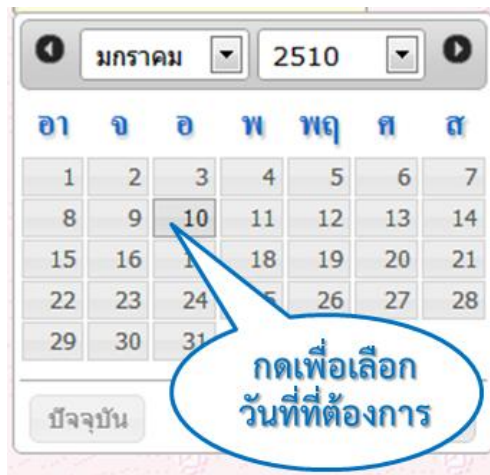 มกราคม 2510
อา จ อ พ พฤ ศ ส
1 2 3 4 5 6 7
8 9 10 11 12 13 14
15 16 18 19 20 21
22 23 24 26 27 28
29 30 31
กดเพื่อเลือก
วันที่ที่ต้องการ
ปัจจุบัน